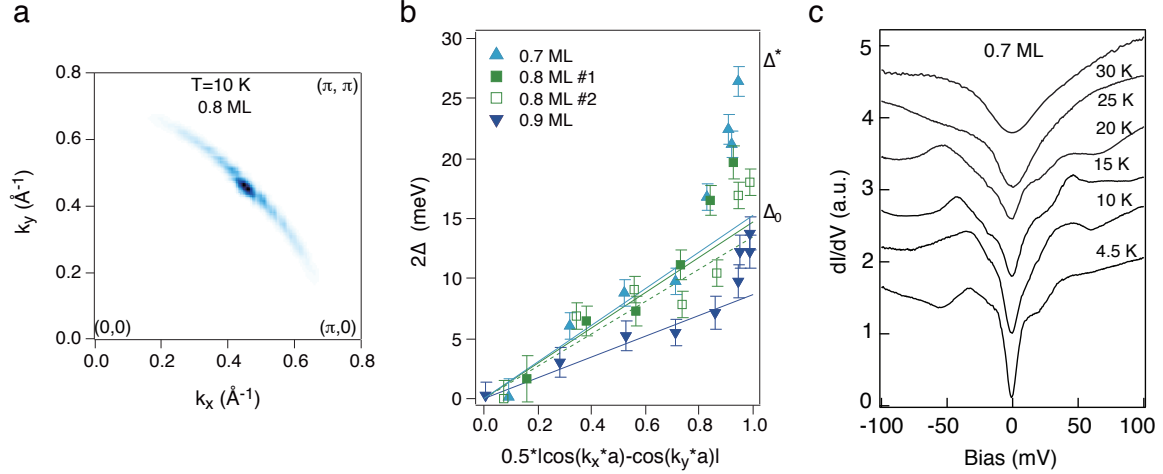 a
T=10 K
0.8 ML
(π, π)
(0,0)
(π,0)
0.8
0.6
0.4
0.2
0.0
0.0
0.2
0.4
0.6
0.8
ky (Å-1)
kx (Å-1)
b
30
25
20
15
10
5
0
2Δ (meV)
0.7 ML
0.8 ML #1
0.8 ML #2
0.9 ML
Δ*
Δ0
0.0
0.2
0.4
0.6
0.8
1.0
0.5*|cos(kx*a)-cos(ky*a)|
c
0.7 ML
30 K
25 K
20 K
15 K
10 K
4.5 K
5
4
3
2
1
0
dI/dV (a.u.)
-100
-50
0
50
100
Bias (mV)